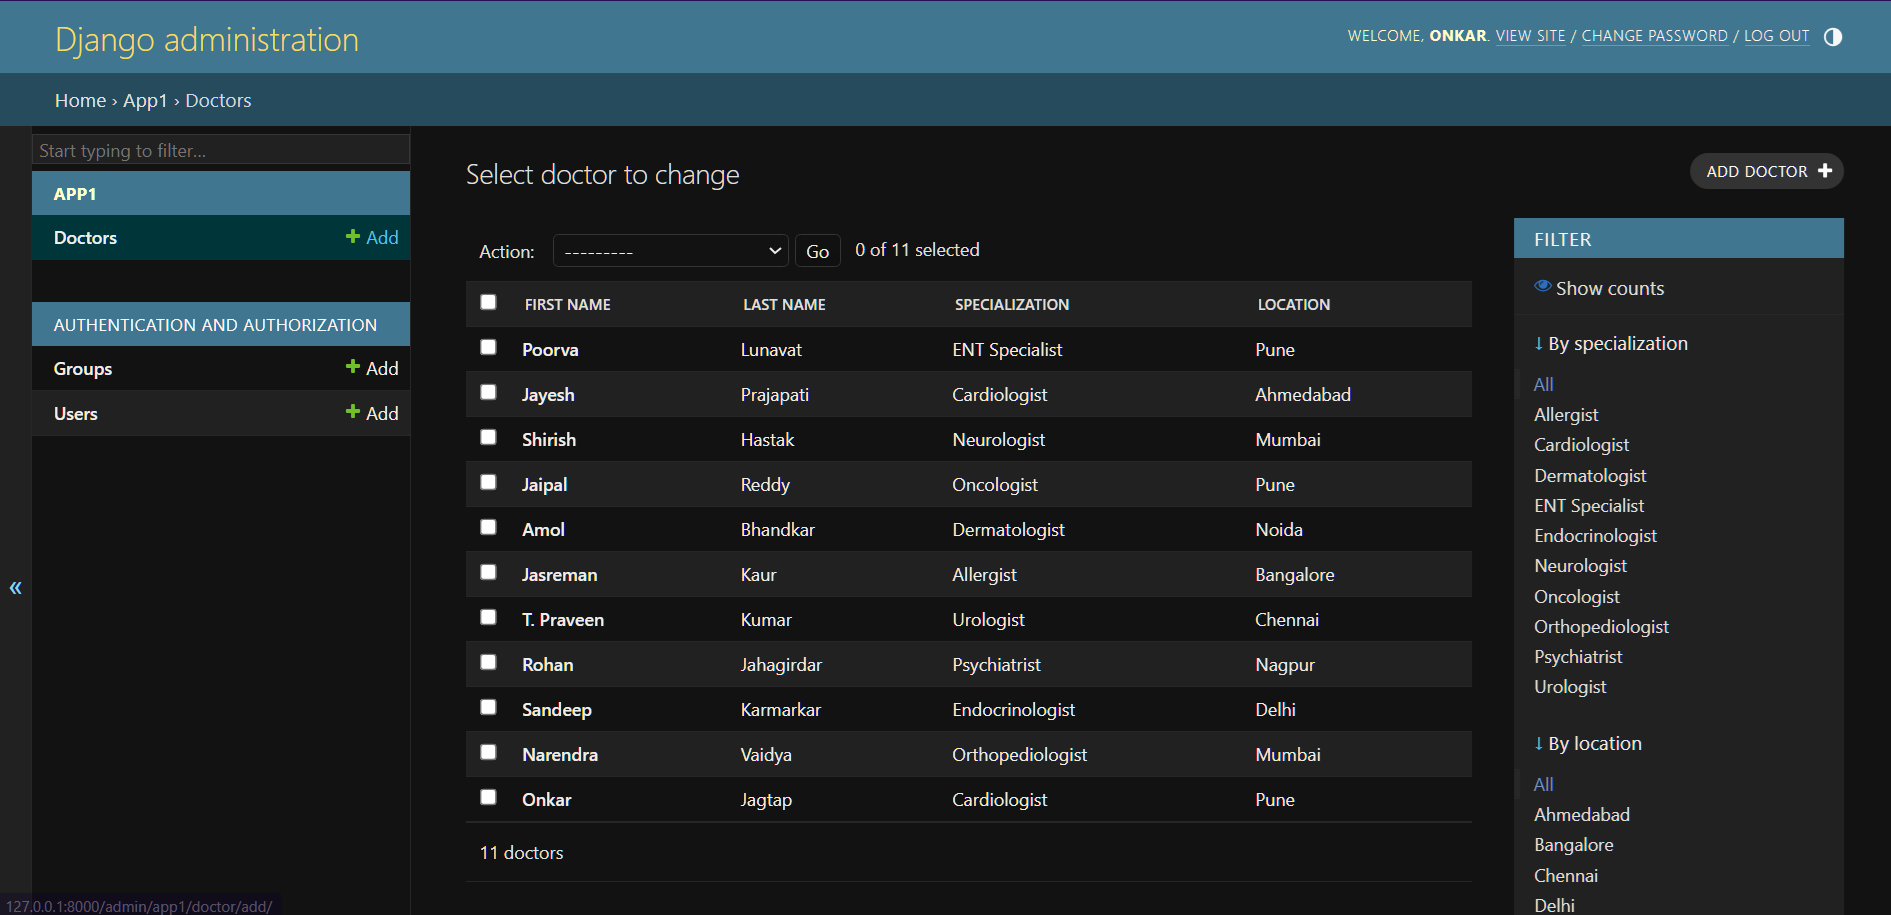 Django administration
WELCOME, ONKAR. VIEW SITE / CHANGE PASSWORD / LOG OUT
Home › App1 › Doctors
Start typing to filter...
APP1
Doctors + Add
AUTHENTICATION AND AUTHORIZATION
Groups + Add
Users + Add
«
Select doctor to change
ADD DOCTOR +
Action: --------- Go 0 of 11 selected
FIRST NAME LAST NAME SPECIALIZATION LOCATION
Poorva Lunavat ENT Specialist Pune
Jayesh Prajapati Cardiologist Ahmedabad
Shirish Hastak Neurologist Mumbai
Jaipal Reddy Oncologist Pune
Amol Bhandkar Dermatologist Noida
Jasreman Kaur Allergist Bangalore
T. Praveen Kumar Urologist Chennai
Rohan Jahagirdar Psychiatrist Nagpur
Sandeep Karmarkar Endocrinologist Delhi
Narendra Vaidya Orthopediologist Mumbai
Onkar Jagtap Cardiologist Pune
11 doctors
FILTER
Show counts
↓ By specialization
All
Allergist
Cardiologist
Dermatologist
ENT Specialist
Endocrinologist
Neurologist
Oncologist
Orthopediologist
Psychiatrist
Urologist
↓ By location
All
Ahmedabad
Bangalore
Chennai
Delhi
127.0.0.1:8000/admin/app1/doctor/add/